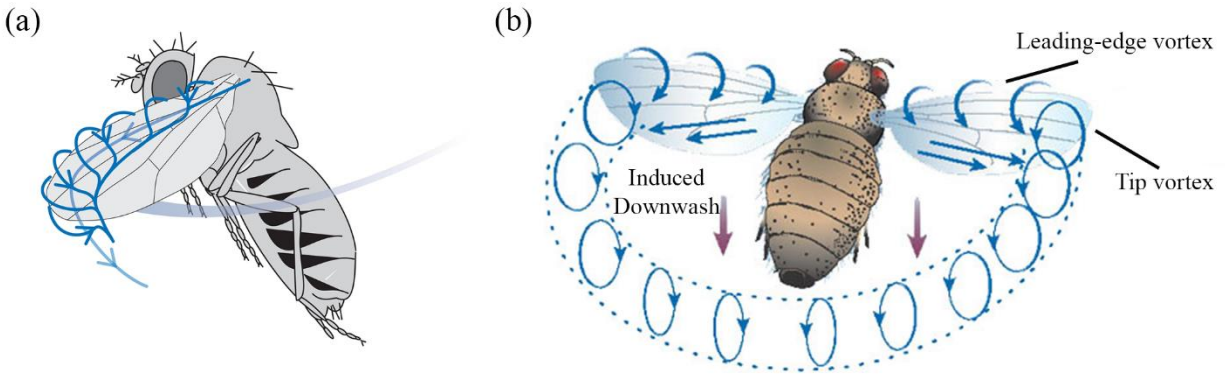 (a)
(b)
Leading-edge vortex
Tip vortex
Induced
Downwash